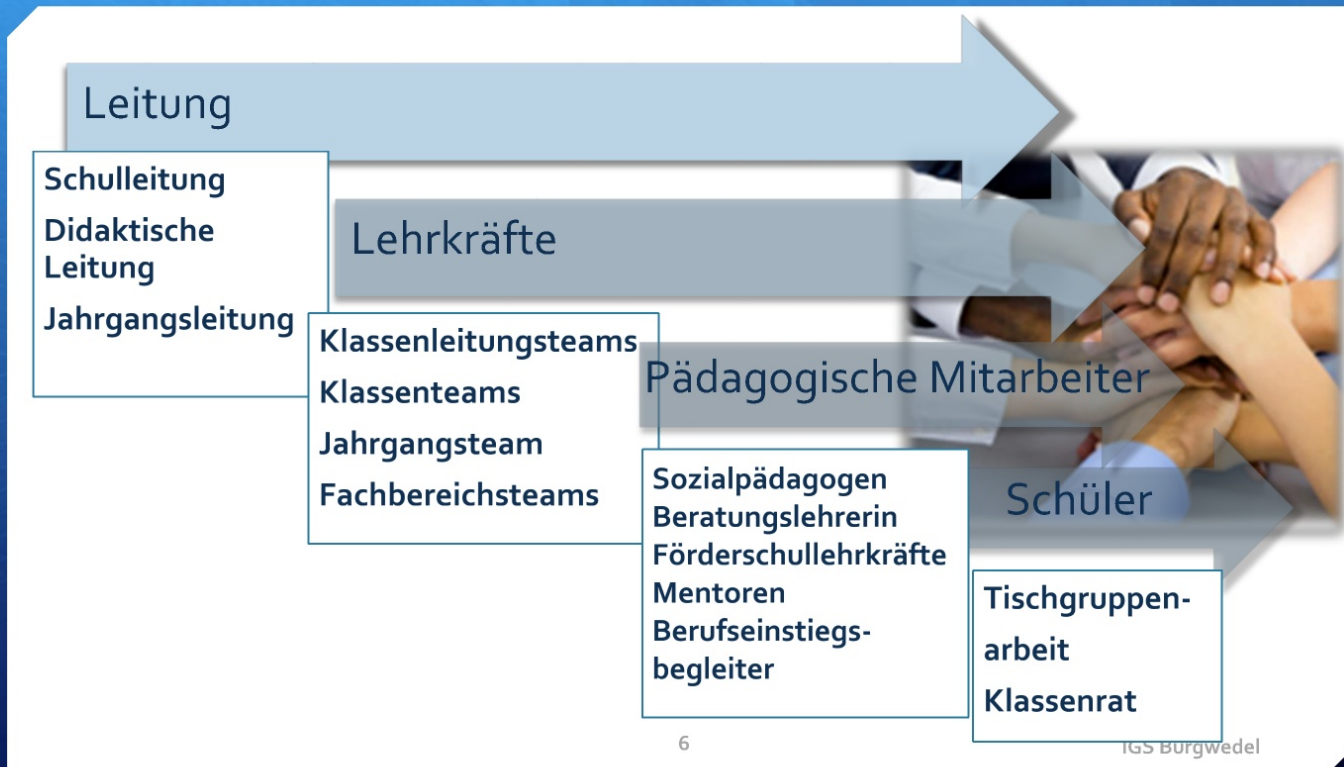 Leitung
Schulleitung
Didaktische
Leitung
Jahrgangsleitung
Lehrkräfte
Klassenleitungsteams
Klassenteams
Jahrgangsteam
Fachbereichsteams
Pädagogische Mitarbeiter
Sozialpädagogen
Beratungslehrerin
Förderschullehrkräfte
Mentoren
Berufseinstiegs-
begleiter
Schüler
Tischgruppen-
arbeit
Klassenrat
6
IGS Burgwedel